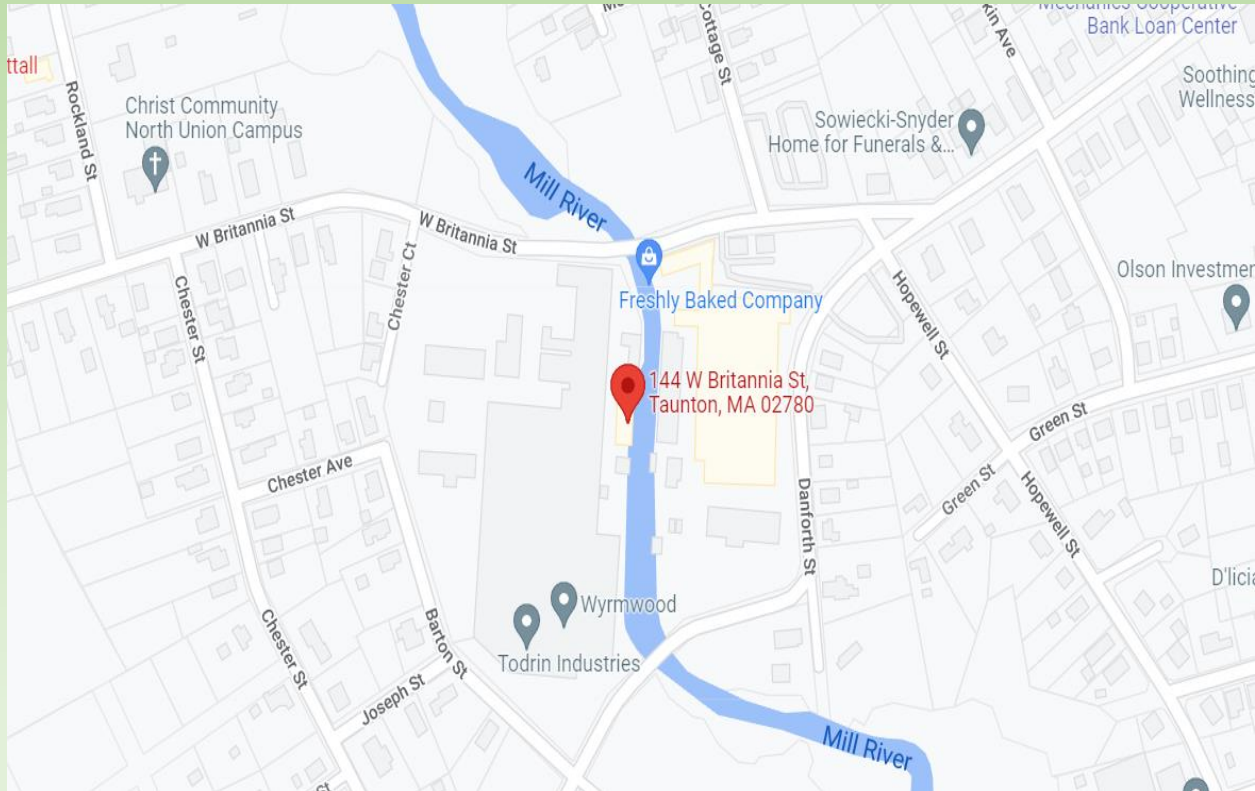 Mechanics Cooperative
Bank Loan Center
Cottage St
ttall
Rockland St
Christ Community
North Union Campus
Soothing
Wellness
Sowiecki-Snyder
Home for Funerals &...
Mill River
W Britannia St
W Britannia St
Chester Ct
Chester St
Freshly Baked Company
Hopewell St
Olson Investmen
144 W Britannia St,
Taunton, MA 02780
Green St
Chester Ave
Green St
Danforth St
Hopewell St
D'licia
Wyrmwood
Todrin Industries
Barton St
Chester St
Joseph St
Mill River
St